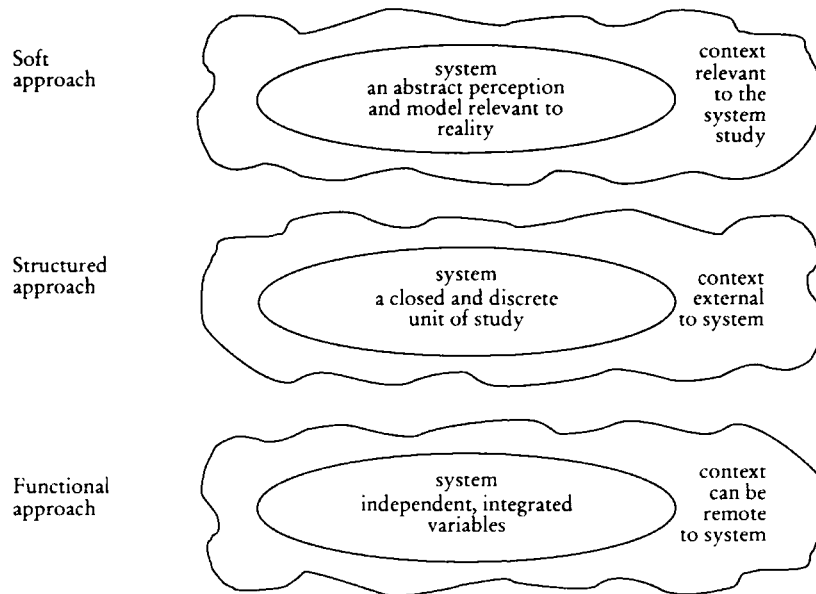 Soft
approach
system
an abstract perception
and model relevant to
reality
context
relevant
to the
system
study
Structured
approach
system
a closed and discrete
unit of study
context
external
to system
Functional
approach
system
independent, integrated
variables
context
can be
remote
to system